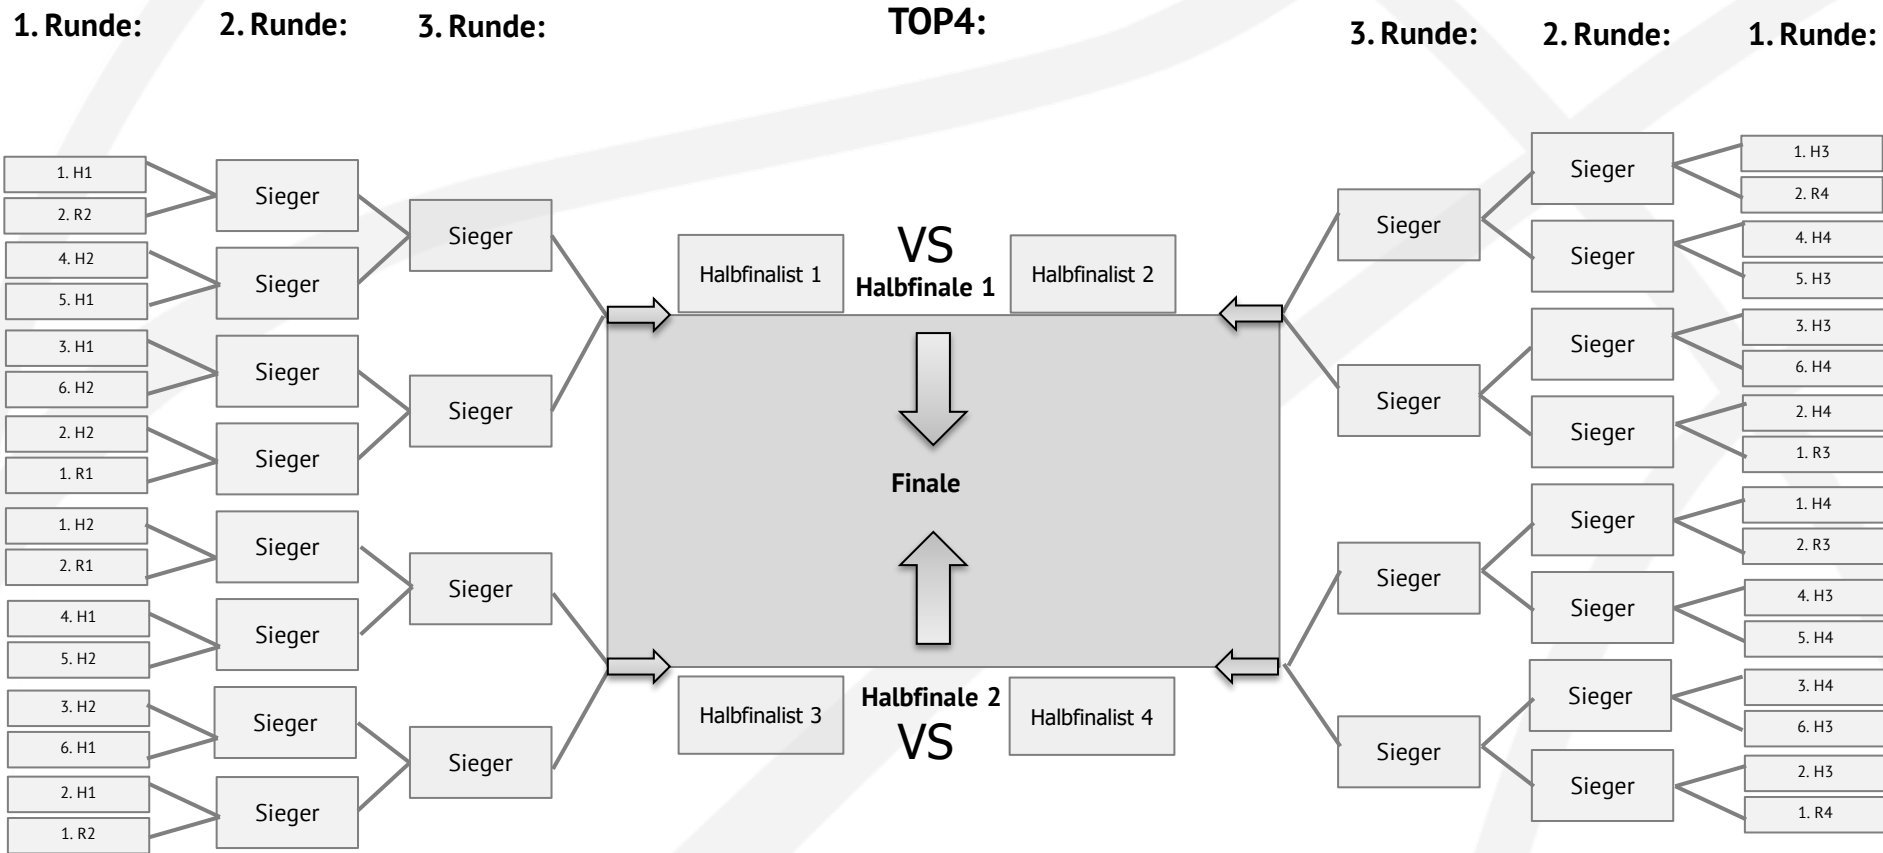 1. Runde:
2. Runde:
3. Runde:
TOP4:
3. Runde:
2. Runde:
1. Runde:
1. H1
2. R2
4. H2
5. H1
3. H1
6. H2
2. H2
1. R1
1. H2
2. R1
4. H1
5. H2
3. H2
6. H1
2. H1
1. R2
Sieger
Sieger
Sieger
Sieger
Sieger
Sieger
Sieger
Sieger
Sieger
Sieger
Sieger
Sieger
Halbfinalist 1
VS
Halbfinale 1
Halbfinalist 2
Finale
Halbfinalist 3
Halbfinale 2
VS
Halbfinalist 4
Sieger
Sieger
Sieger
Sieger
Sieger
Sieger
Sieger
Sieger
Sieger
Sieger
Sieger
Sieger
1. H3
2. R4
4. H4
5. H3
3. H3
6. H4
2. H4
1. R3
1. H4
2. R3
4. H3
5. H4
3. H4
6. H3
2. H3
1. R4